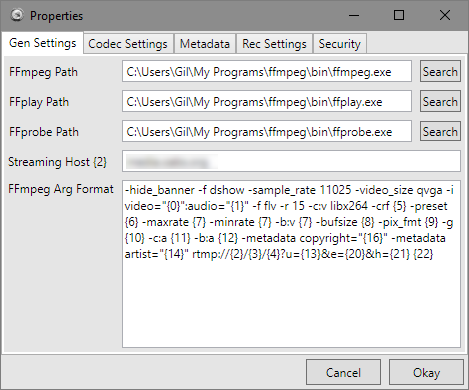 Properties
Gen Settings Codec Settings Metadata Rec Settings Security
FFmpeg Path C:\Users\Gil\My Programs\ffmpeg\bin\ffmpeg.exe Search
FFplay Path C:\Users\Gil\My Programs\ffmpeg\bin\ffplay.exe Search
FFprobe Path C:\Users\Gil\My Programs\ffmpeg\bin\ffprobe.exe Search
Streaming Host {2}
FFmpeg Arg Format -hide_banner -f dshow -sample_rate 11025 -video_size qvga -i
video="{0}":audio="{1}" -f flv -r 15 -c:v libx264 -crf {5} -preset
{6} -maxrate {7} -minrate {7} -b:v {7} -bufsize {8} -pix_fmt {9} -g
{10} -c:a {11} -b:a {12} -metadata copyright="{16}" -metadata
artist="{14}" rtmp://{2}/{3}/{4}?u={13}&e={20}&h={21} {22}
Cancel Okay